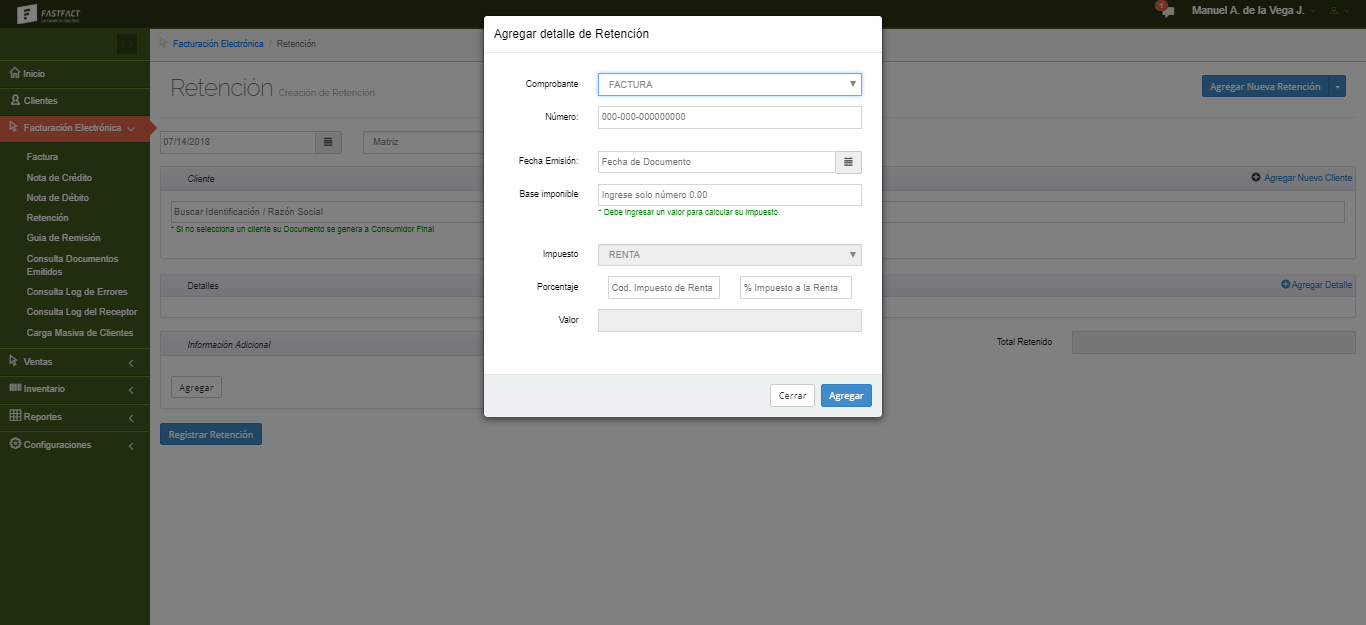 FASTFACT
1
Manuel A. de la Vega J.
Inicio
Clientes
Facturación Electrónica
Factura
Nota de Crédito
Nota de Débito
Retención
Guia de Remisión
Consulta Documentos
Emitidos
Consulta Log de Errores
Consulta Log del Receptor
Carga Masiva de Clientes
Ventas
Inventario
Reportes
Configuraciones
Facturación Electrónica / Retención
Retención Creación de Retención
Agregar Nueva Retención
07/14/2018
Matriz
Cliente
Agregar Nuevo Cliente
Buscar Identificación / Razón Social
* Si no selecciona un cliente su Documento se genera a Consumidor Final
Detalles
Agregar Detalle
Información Adicional
Agregar
Total Retenido
Registrar Retención
Agregar detalle de Retención
Comprobante FACTURA
Número: 000-000-000000000
Fecha Emisión: Fecha de Documento
Base imponible Ingrese solo número 0.00
* Debe ingresar un valor para calcular su impuesto.
Impuesto RENTA
Porcentaje Cod. Impuesto de Renta % Impuesto a la Renta
Valor
Cerrar Agregar